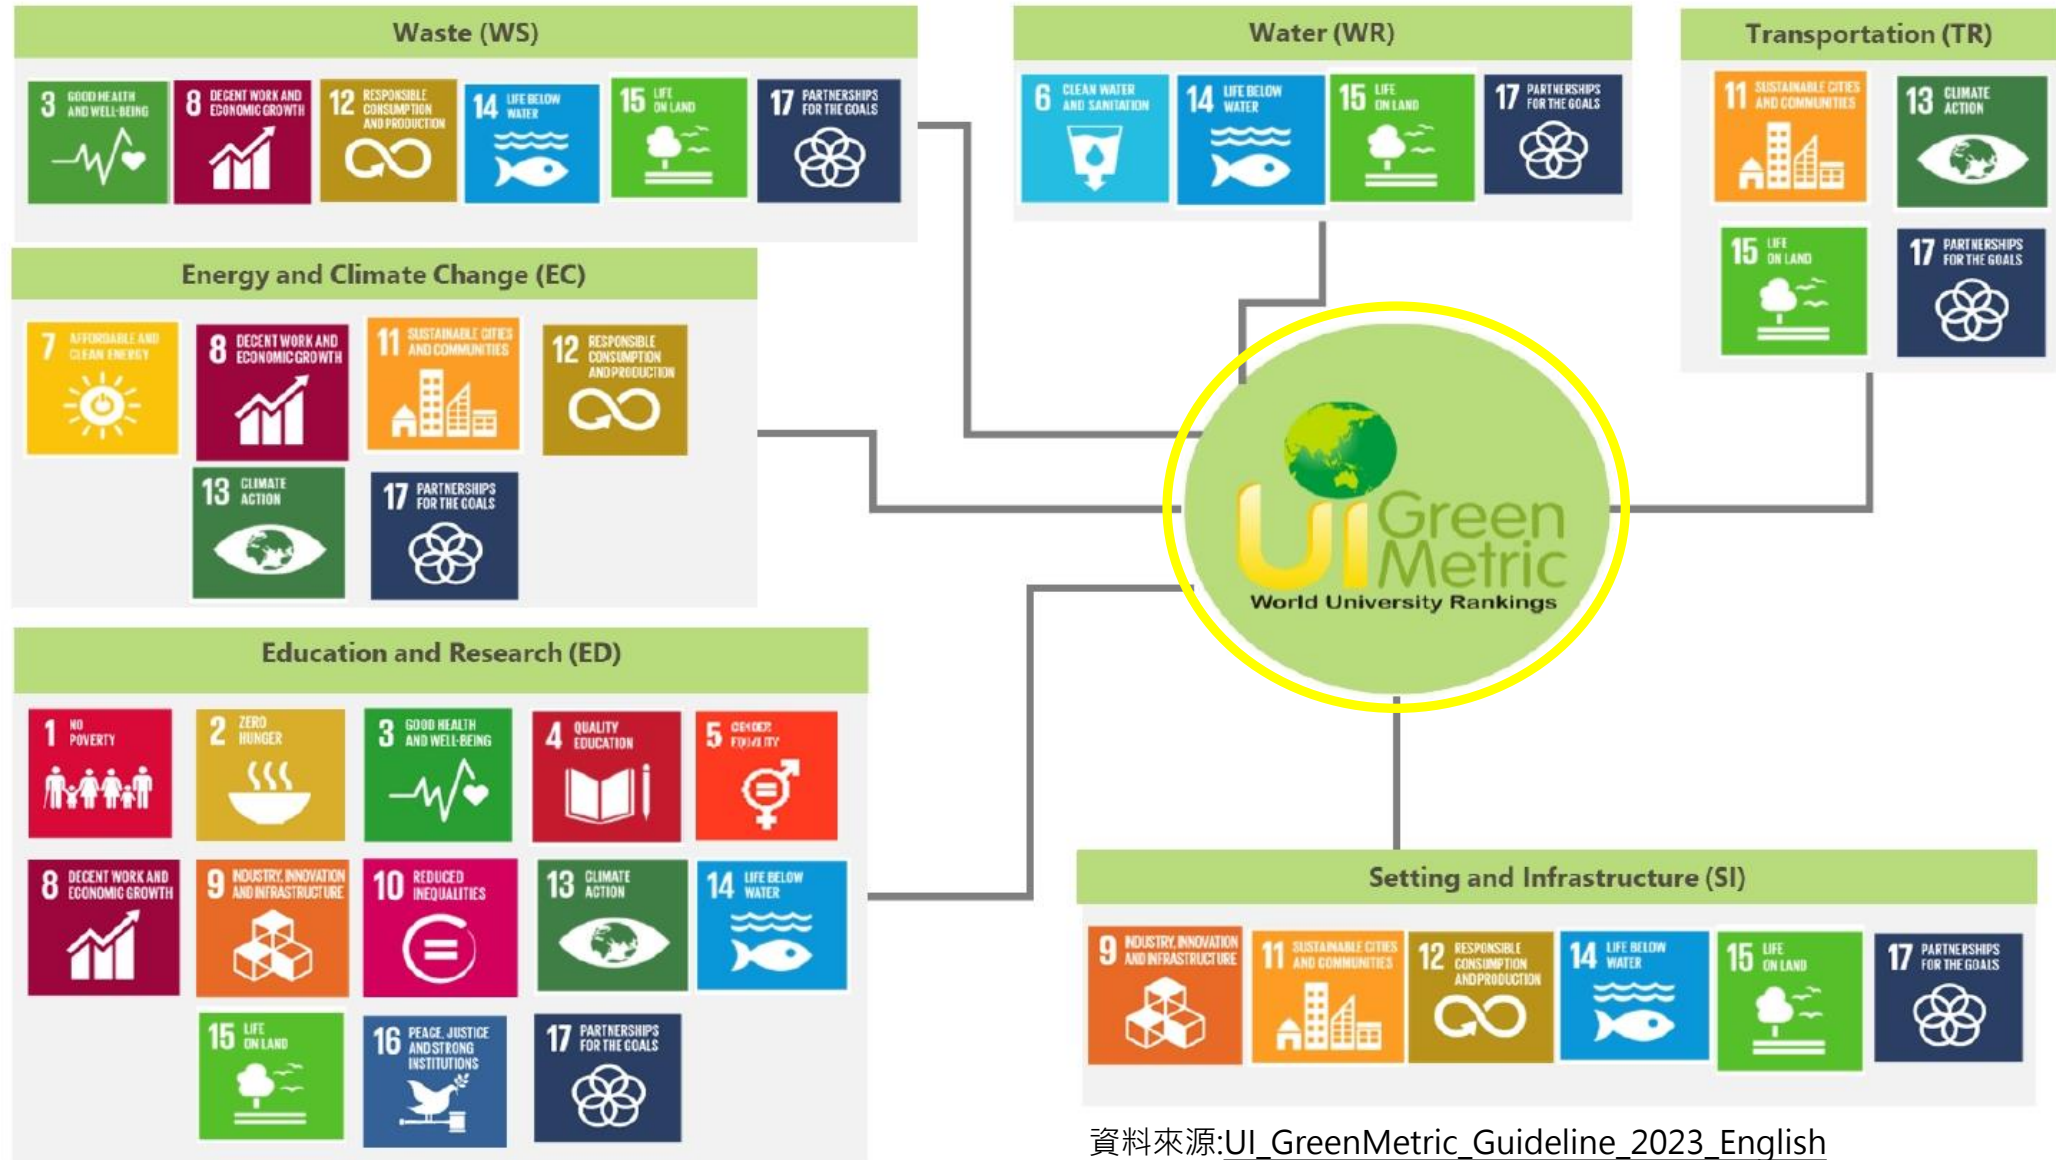 Waste (WS)
3 GOOD HEALTH
AND WELL-BEING
8 DECENT WORK AND
ECONOMIC GROWTH
12 RESPONSIBLE
CONSUMPTION
AND PRODUCTION
14 LIFE BELOW
WATER
15 LIFE
ON LAND
17 PARTNERSHIPS
FOR THE GOALS
Water (WR)
6 CLEAN WATER
AND SANITATION
14 LIFE BELOW
WATER
15 LIFE
ON LAND
17 PARTNERSHIPS
FOR THE GOALS
Transportation (TR)
11 SUSTAINABLE CITIES
AND COMMUNITIES
13 CLIMATE
ACTION
15 LIFE
ON LAND
17 PARTNERSHIPS
FOR THE GOALS
Energy and Climate Change (EC)
7 AFFORDABLE AND
CLEAN ENERGY
8 DECENT WORK AND
ECONOMIC GROWTH
11 SUSTAINABLE CITIES
AND COMMUNITIES
12 RESPONSIBLE
CONSUMPTION
AND PRODUCTION
13 CLIMATE
ACTION
17 PARTNERSHIPS
FOR THE GOALS
UI Green
Metric
World University Rankings
Education and Research (ED)
1 NO
POVERTY
2 ZERO
HUNGER
3 GOOD HEALTH
AND WELL-BEING
4 QUALITY
EDUCATION
5 GENDER
EQUALITY
8 DECENT WORK AND
ECONOMIC GROWTH
9 INDUSTRY, INNOVATION
AND INFRASTRUCTURE
10 REDUCED
INEQUALITIES
13 CLIMATE
ACTION
14 LIFE BELOW
WATER
15 LIFE
ON LAND
16 PEACE, JUSTICE
AND STRONG
INSTITUTIONS
17 PARTNERSHIPS
FOR THE GOALS
Setting and Infrastructure (SI)
9 INDUSTRY, INNOVATION
AND INFRASTRUCTURE
11 SUSTAINABLE CITIES
AND COMMUNITIES
12 RESPONSIBLE
CONSUMPTION
AND PRODUCTION
14 LIFE BELOW
WATER
15 LIFE
ON LAND
17 PARTNERSHIPS
FOR THE GOALS
資料來源:UI_GreenMetric_Guideline_2023_English